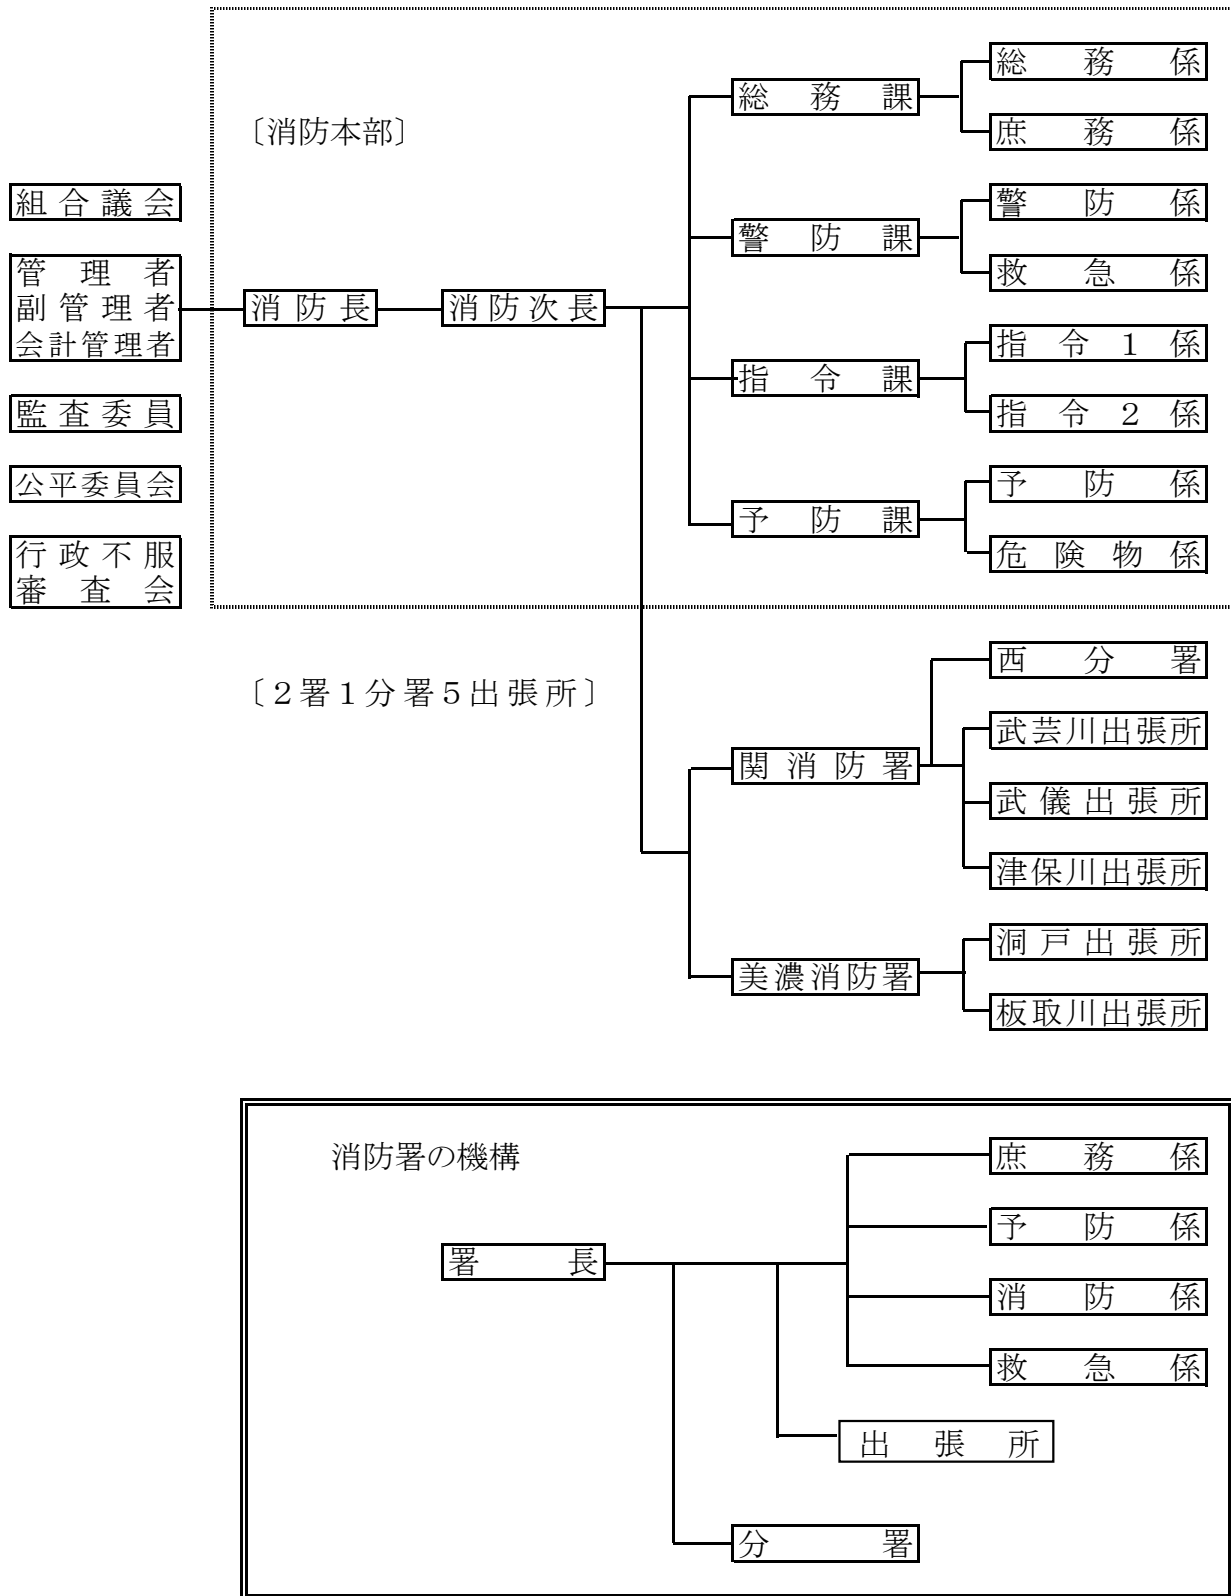 〔消防本部〕
組合議会
管理者
副管理者
会計管理者
監査委員
公平委員会
行政不服
審査会
消防長
消防次長
総務課
総務係
庶務係
警防課
警防係
救急係
指令課
指令１係
指令２係
予防課
予防係
危険物係
〔２署１分署５出張所〕
関消防署
西分署
武芸川出張所
武儀出張所
津保川出張所
美濃消防署
洞戸出張所
板取川出張所
消防署の機構
署長
庶務係
予防係
消防係
救急係
出張所
分署